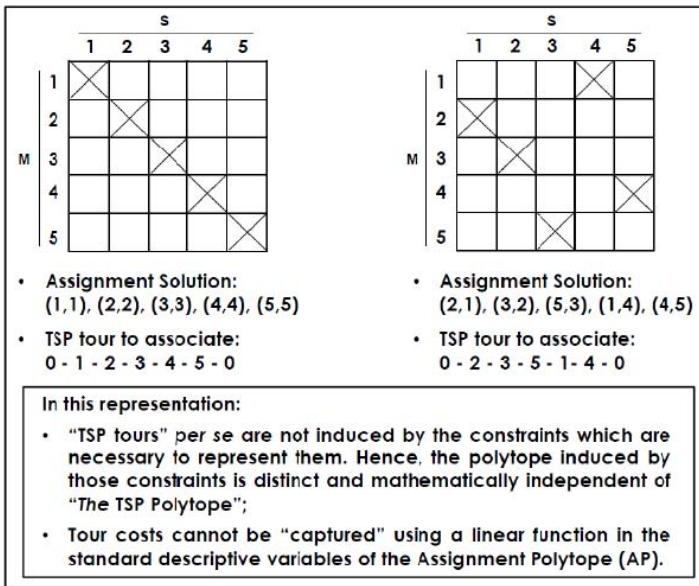 S
1 2 3 4 5
1
2
M 3
4
5
• Assignment Solution:
(1,1), (2,2), (3,3), (4,4), (5,5)
• TSP tour to associate:
0 - 1 - 2 - 3 - 4 - 5 - 0
S
1 2 3 4 5
1
2
M 3
4
5
• Assignment Solution:
(2,1), (3,2), (5,3), (1,4), (4,5)
• TSP tour to associate:
0 - 2 - 3 - 5 - 1- 4 - 0
In this representation:
• “TSP tours” per se are not induced by the constraints which are
necessary to represent them. Hence, the polytope induced by
those constraints is distinct and mathematically independent of
“The TSP Polytope”;
• Tour costs cannot be “captured” using a linear function in the
standard descriptive variables of the Assignment Polytope (AP).